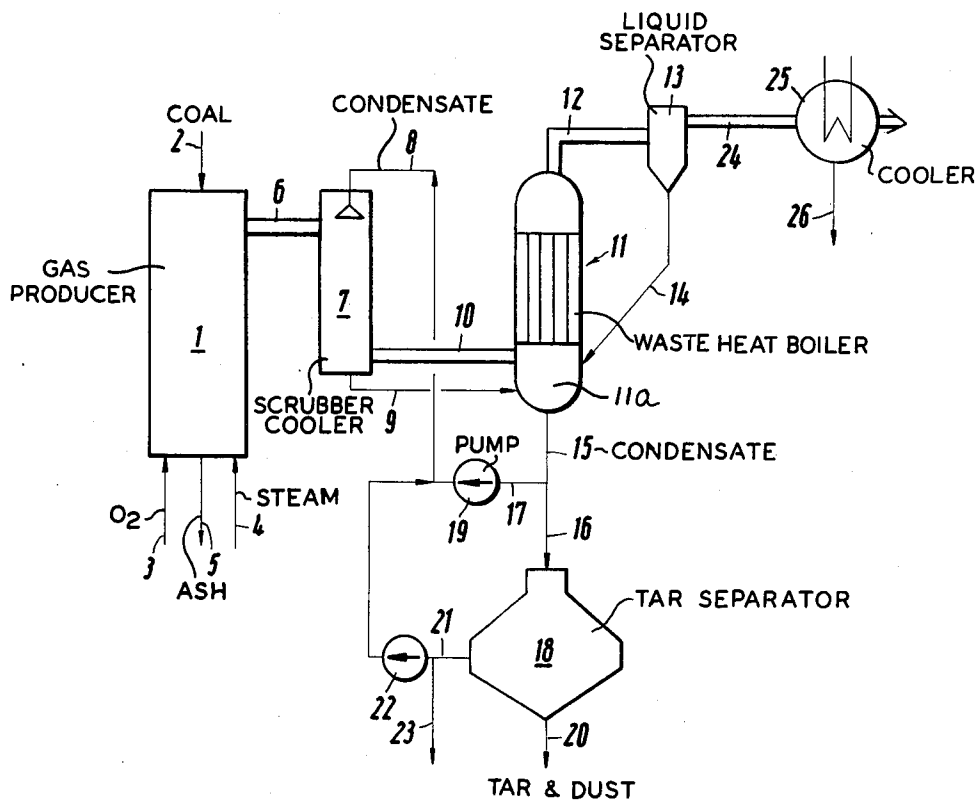 LIQUID
SEPARATOR
13
25
CONDENSATE
12
COAL
2
8
24
COOLER
6
26
11
GAS
PRODUCER
14
7
10
1
WASTE HEAT BOILER
11a
SCRUBBER
COOLER
9
PUMP
15
CONDENSATE
STEAM
O2
19
17
16
3
5
4
ASH
TAR SEPARATOR
21
18
22
23
20
TAR & DUST